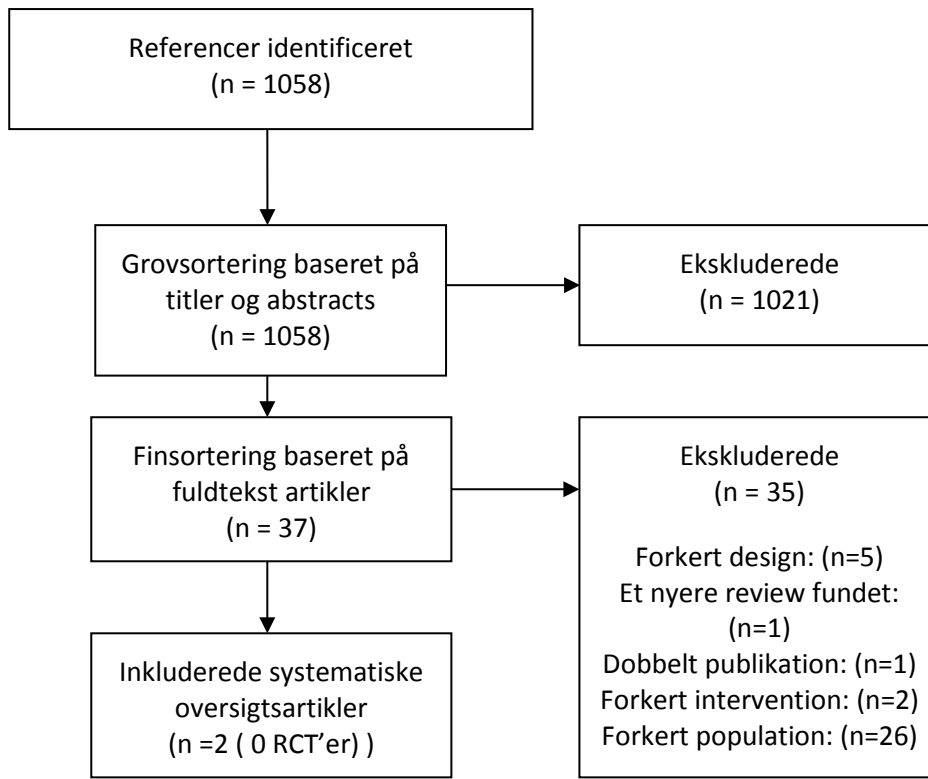 Referencer identificeret
(n = 1058)
Grovsortering baseret på
titler og abstracts
(n = 1058)
Ekskluderede
(n = 1021)
Finsortering baseret på
fuldtekst artikler
(n = 37)
Ekskluderede
(n = 35)
Forkert design: (n=5)
Et nyere review fundet:
(n=1)
Dobbelt publikation: (n=1)
Forkert intervention: (n=2)
Forkert population: (n=26)
Inkluderede systematiske
oversigtsartikler
(n =2 ( 0 RCT’er) )